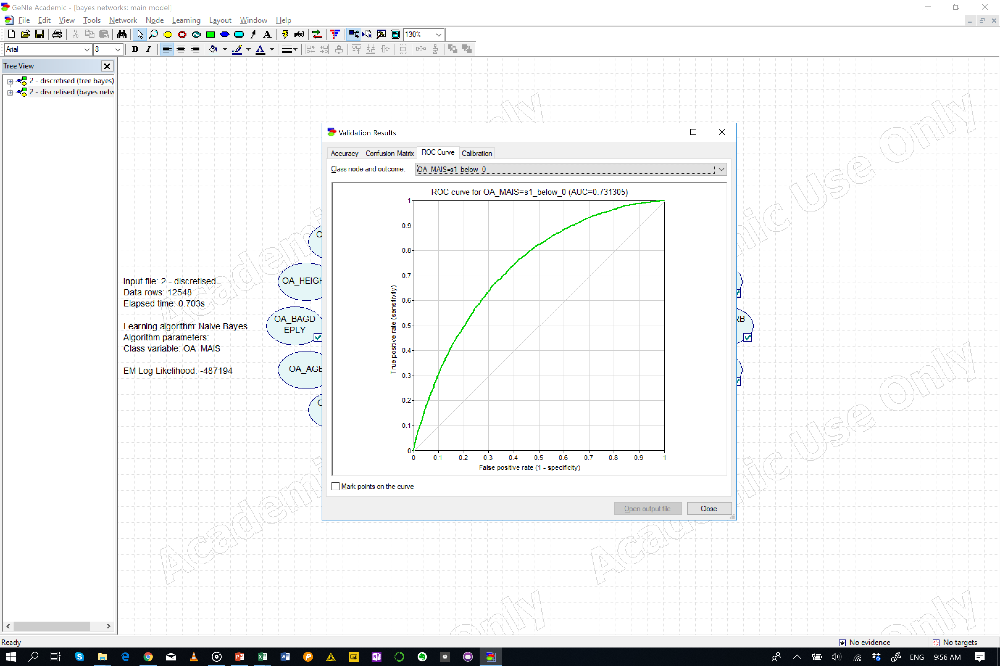 GeNIe Academic - [bayes networks: main model]
File Edit View Tools Network Node Learning Layout Window Help
p(e) 130%
Arial 8 B I A
Tree View
2 - discretised (tree bayes)
2 - discretised (bayes netw
Input file: 2 - discretised
Data rows: 12548
Elapsed time: 0.703s
Learning algorithm: Naive Bayes
Algorithm parameters:
Class variable: OA_MAIS
EM Log Likelihood: -487194
OA_HEIGH
OA_BAGD
EPLY
OA_AGE
RB
Validation Results
Accuracy Confusion Matrix ROC Curve Calibration
Class node and outcome: OA_MAIS=s1_below_0
ROC curve for OA_MAIS=s1_below_0 (AUC=0.731305)
1
0.9
0.8
0.7
0.6
0.5
0.4
0.3
0.2
0.1
0
True positive rate (sensitivity)
0 0.1 0.2 0.3 0.4 0.5 0.6 0.7 0.8 0.9 1
False positive rate (1 - specificity)
Mark points on the curve
Open output file Close
Academic Use Only
Ready No evidence No targets
ENG 9:56 AM